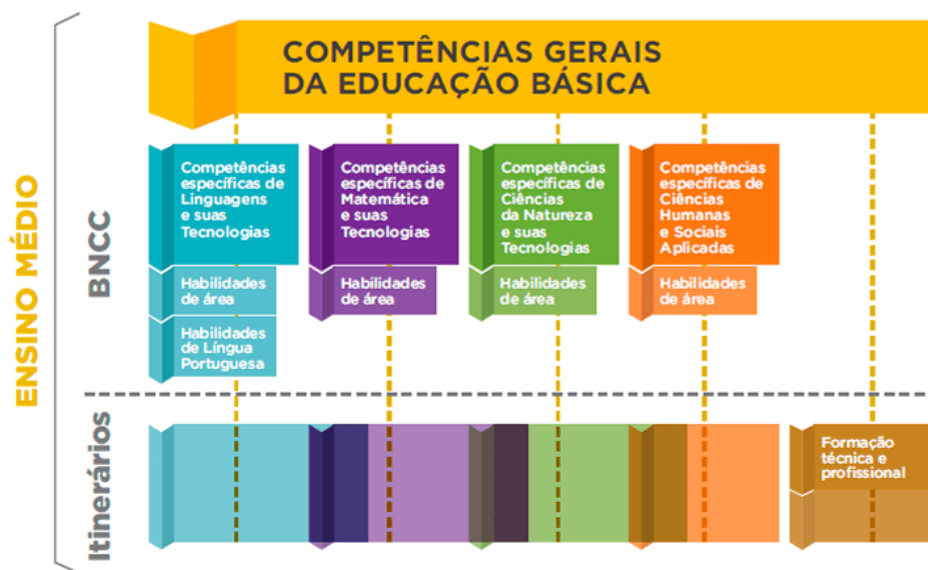 ENSINO MÉDIO
BNCC
COMPETÊNCIAS GERAIS
DA EDUCAÇÃO BÁSICA
Competências
específicas de
Linguagens
e suas
Tecnologias
Habilidades
de área
Habilidades
de Língua
Portuguesa
Competências
específicas de
Matemática
e suas
Tecnologias
Habilidades
de área
Competências
específicas de
Ciências
da Natureza
e suas
Tecnologias
Habilidades
de área
Competências
específicas de
Ciências
Humanas
e Sociais
Aplicadas
Habilidades
de área
Itinerários
Formação
técnica e
profissional